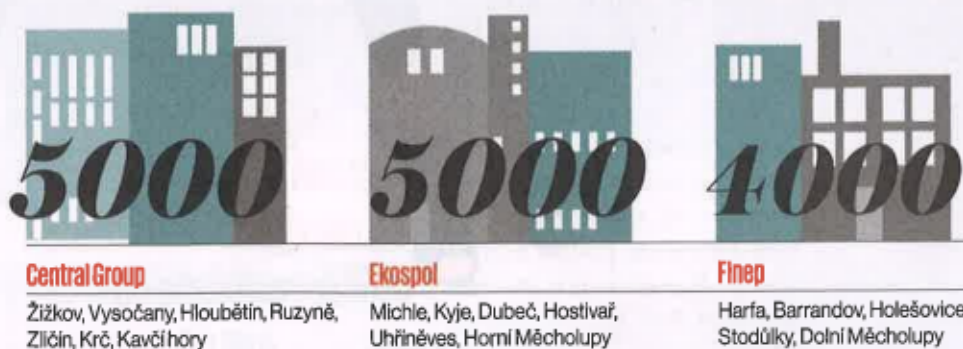 5000
Central Group
Žižkov, Vysočany, Hloubětín, Ruzyně,
Zličín, Krč, Kavčí hory
5000
Ekospol
Michle, Kyje, Dubeč, Hostivař,
Uhříněves, Horní Měcholupy
4000
Finep
Harfa, Barrandov, Holešovice
Stodůlky, Dolní Měcholupy